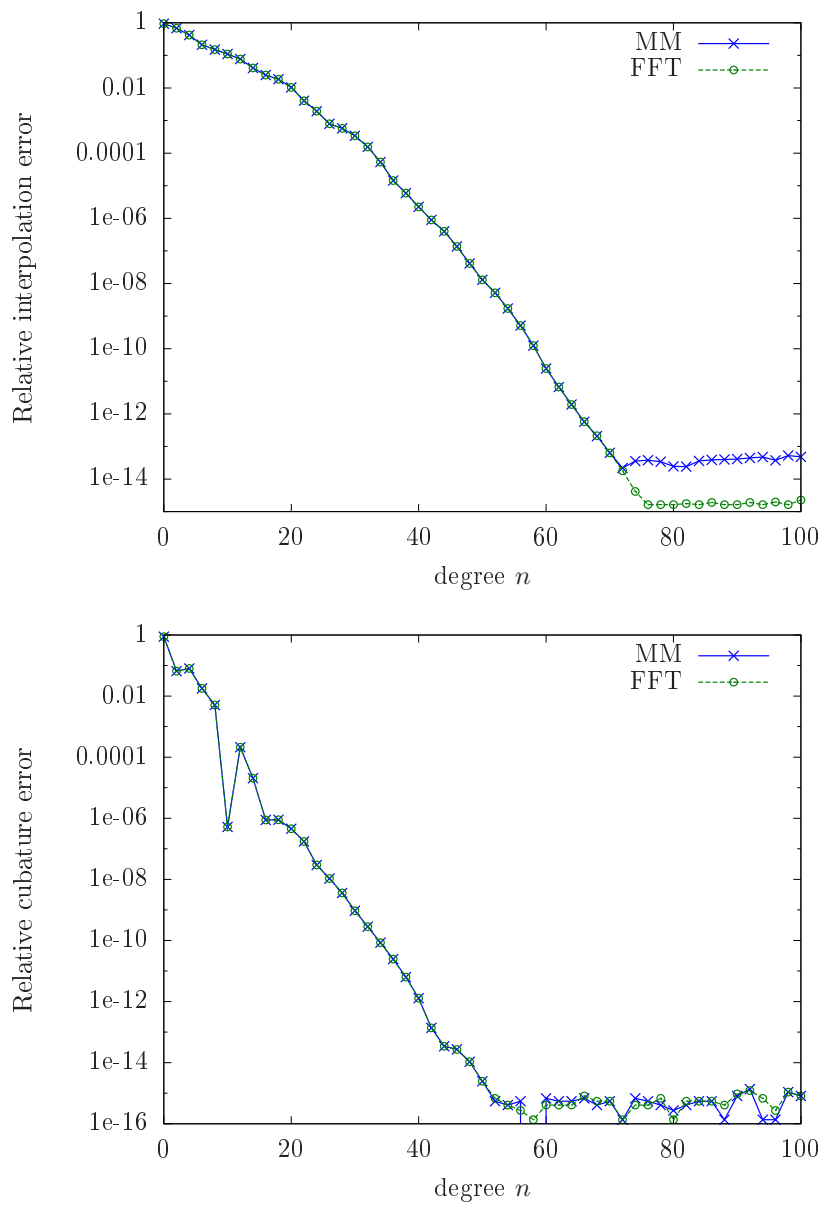 Relative interpolation error
1
0.01
0.0001
1e-06
1e-08
1e-10
1e-12
1e-14
MM
FFT
0 20 40 60 80 100
degree n
Relative cubature error
1
0.01
0.0001
1e-06
1e-08
1e-10
1e-12
1e-14
1e-16
MM
FFT
0 20 40 60 80 100
degree n